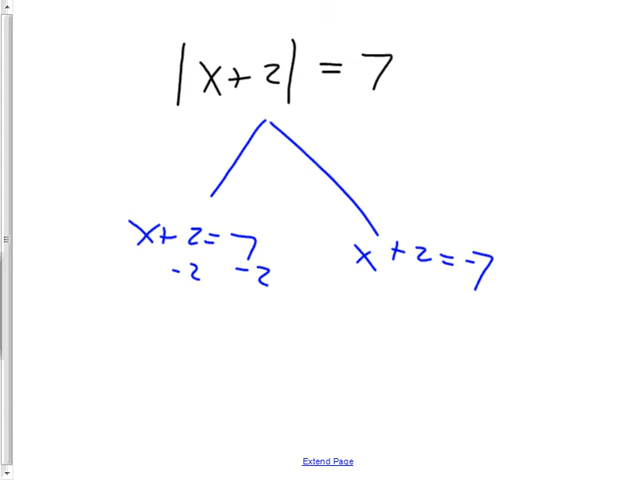 |x+2| = 7
x+2=7
x+2=-7
-2 -2
Extend Page